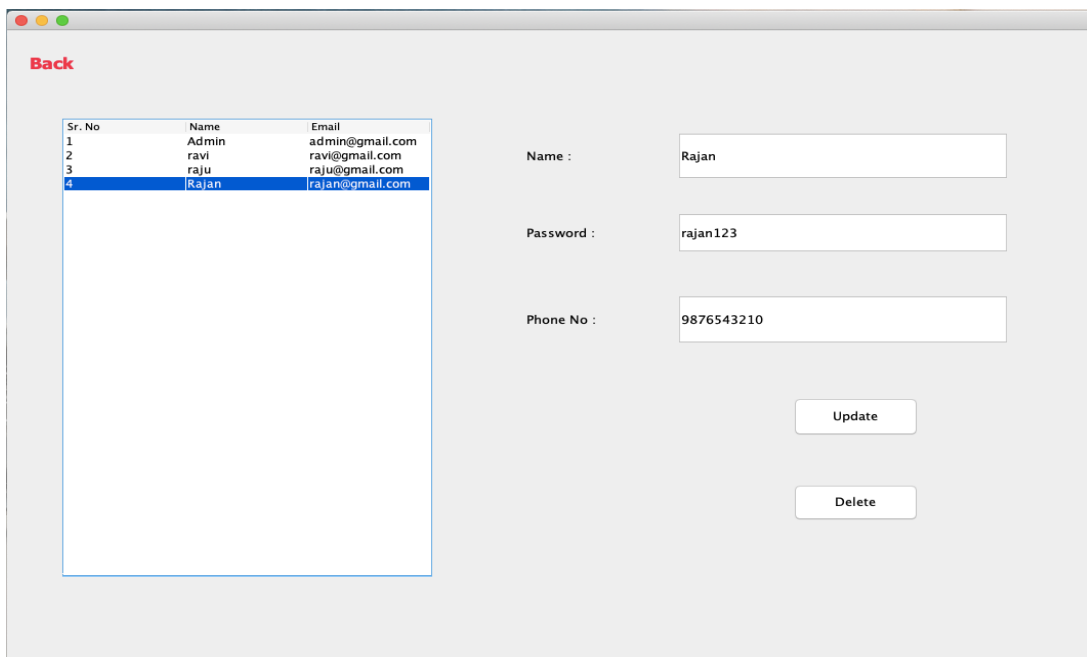 Back
Sr. No Name Email
1 Admin admin@gmail.com
2 ravi ravi@gmail.com
3 raju raju@gmail.com
4 Rajan rajan@gmail.com
Name : Rajan
Password : rajan123
Phone No : 9876543210
Update
Delete